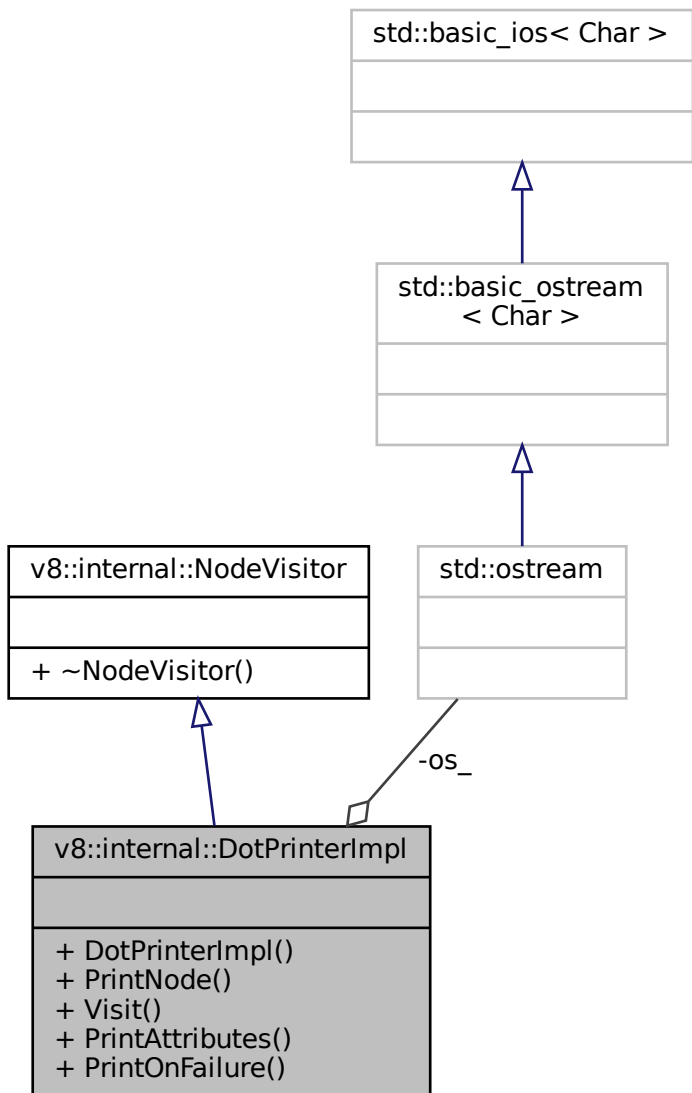 std::basic_ios< Char >
std::basic_ostream
< Char >
v8::internal::NodeVisitor
+ ~NodeVisitor()
std::ostream
-os_
v8::internal::DotPrinterImpl
+ DotPrinterImpl()
+ PrintNode()
+ Visit()
+ PrintAttributes()
+ PrintOnFailure()